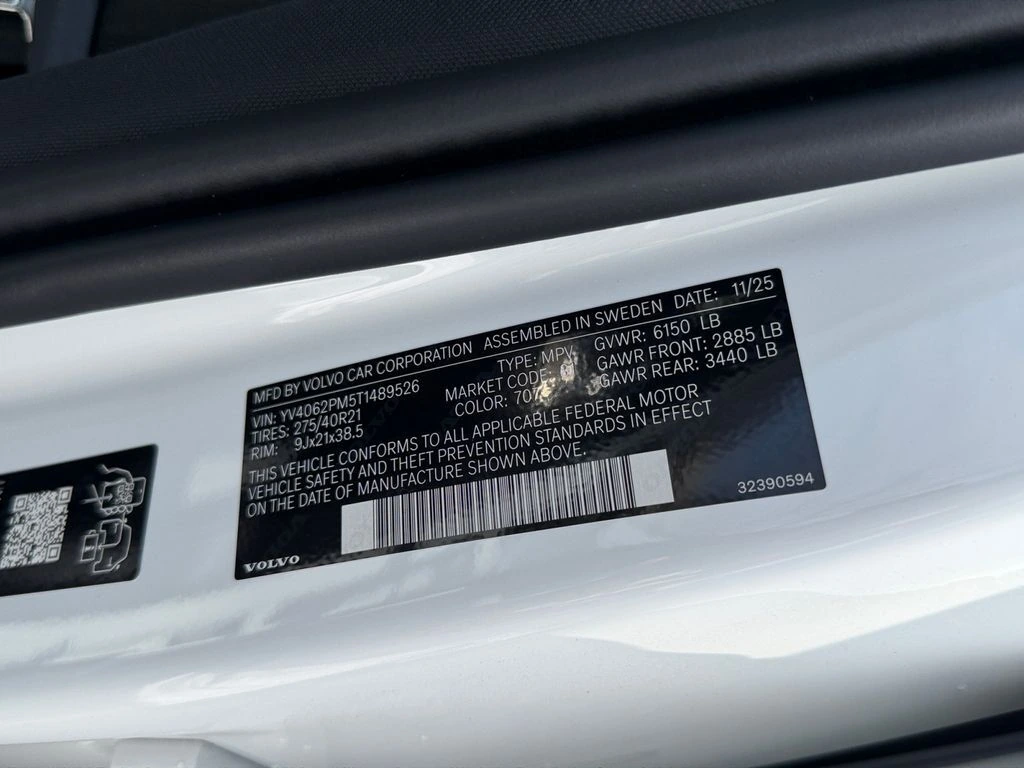 MFD BY VOLVO CAR CORPORATION ASSEMBLED IN SWEDEN DATE: 11/25
VIN: YV4062PM5T1489526 TYPE: MPV GVWR: 6150 LB
TIRES: 275/40R21 MARKET CODE: GAWR FRONT: 2885 LB
RIM: 9Jx21x38.5 COLOR: GAWR REAR: 3440 LB
THIS VEHICLE CONFORMS TO ALL APPLICABLE FEDERAL MOTOR
VEHICLE SAFETY AND THEFT PREVENTION STANDARDS IN EFFECT
ON THE DATE OF MANUFACTURE SHOWN ABOVE.
32390594
VOLVO